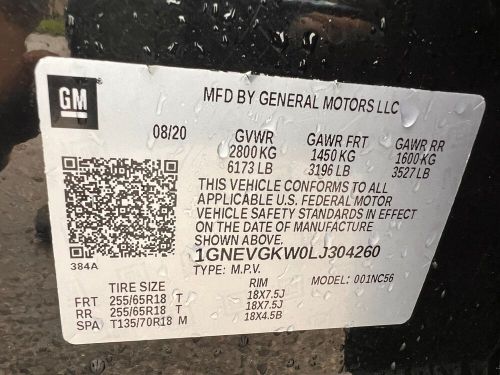 GM
MFD BY GENERAL MOTORS LLC
08/20 GVWR GAWR FRT GAWR RR
2800 KG 1450 KG 1600 KG
6173 LB 3196 LB 3527 LB
THIS VEHICLE CONFORMS TO ALL
APPLICABLE U.S. FEDERAL MOTOR
VEHICLE SAFETY STANDARDS IN EFFECT
ON THE DATE OF MANUFACTURE
SHOWN ABOVE.
1GNEVGKW0LJ304260
384A
TYPE: M.P.V. MODEL: 001NC56
TIRE SIZE RIM
FRT 255/65R18 T 18X7.5J
RR 255/65R18 T 18X7.5J
SPA T135/70R18 M 18X4.5B